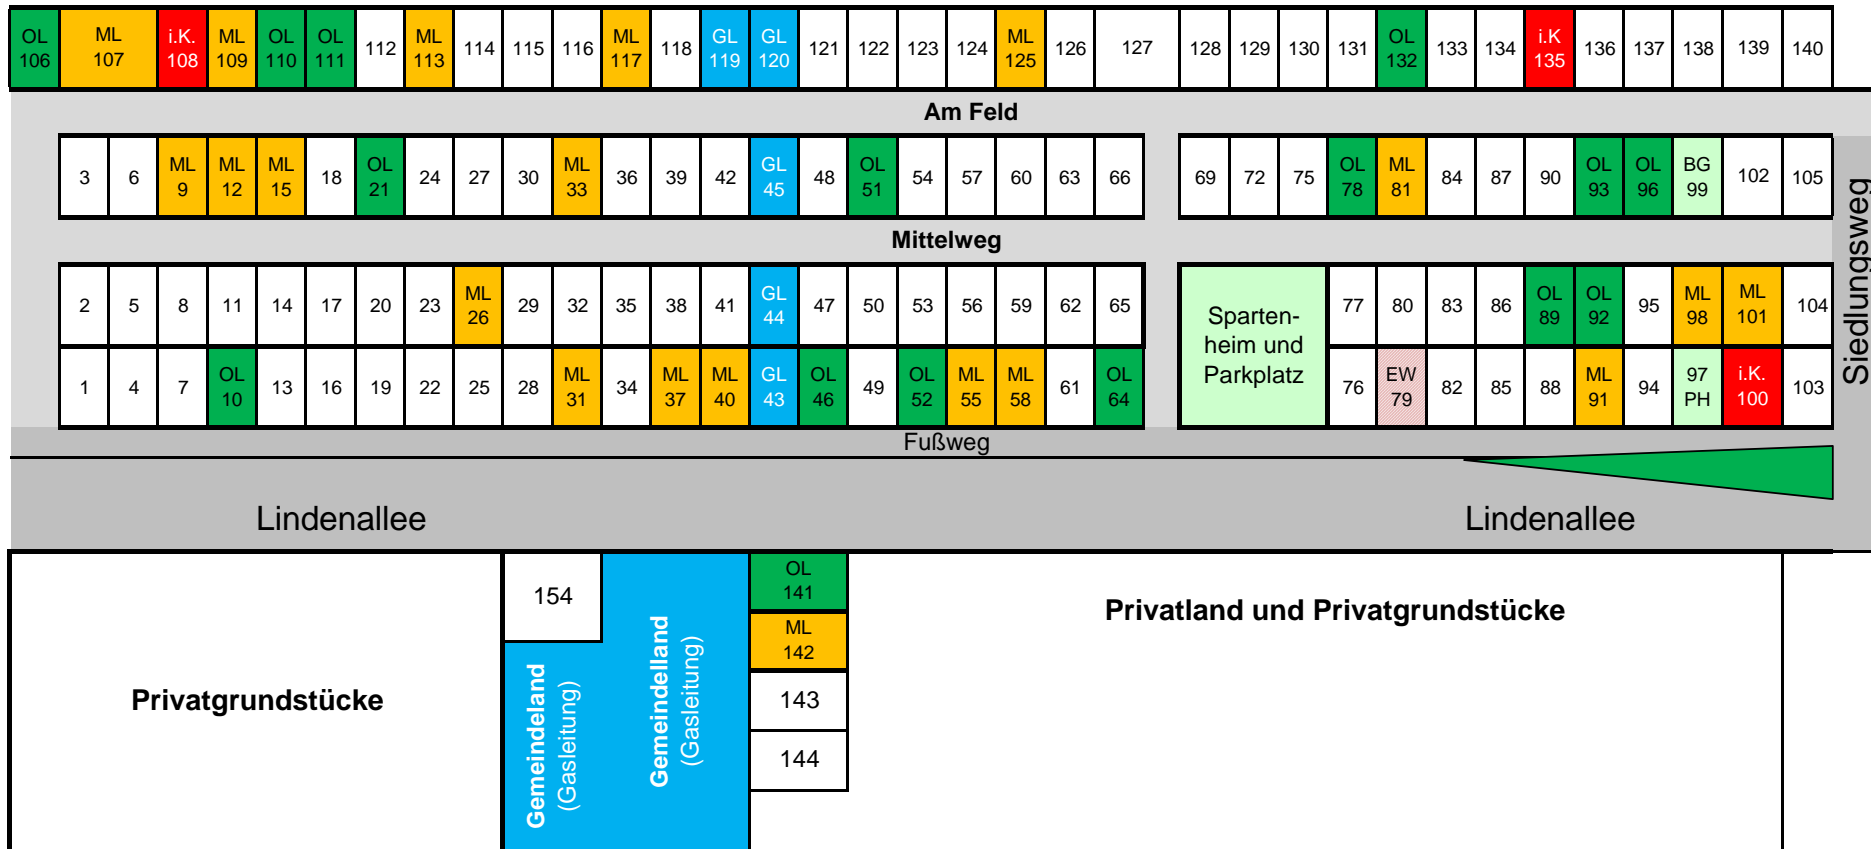 OL 106 ML 107 i.K. 108 ML 109 OL 110 OL 111 112 ML 113 114 115 116 ML 117 118 GL 119 GL 120 121 122 123 124 ML 125 126 127 128 129 130 131 OL 132 133 134 i.K 135 136 137 138 139 140
Am Feld
3 6 ML 9 ML 12 ML 15 18 OL 21 24 27 30 ML 33 36 39 42 GL 45 48 OL 51 54 57 60 63 66 69 72 75 OL 78 ML 81 84 87 90 OL 93 OL 96 BG 99 102 105
Mittelweg
2 5 8 11 14 17 20 23 ML 26 29 32 35 38 41 GL 44 47 50 53 56 59 62 65 77 80 83 86 OL 89 OL 92 95 ML 98 ML 101 104
1 4 7 OL 10 13 16 19 22 25 28 ML 31 34 ML 37 ML 40 GL 43 OL 46 49 OL 52 ML 55 ML 58 61 OL 64 76 EW 79 82 85 88 ML 91 94 97 PH i.K. 100 103
Sparten-
heim und
Parkplatz
Siedlungsweg
Fußweg
Lindenallee Lindenallee
Privatgrundstücke
154
Gemeindeland
(Gasleitung)
Gemeindelland
(Gasleitung)
OL
141
ML
142
143
144
Privatland und Privatgrundstücke